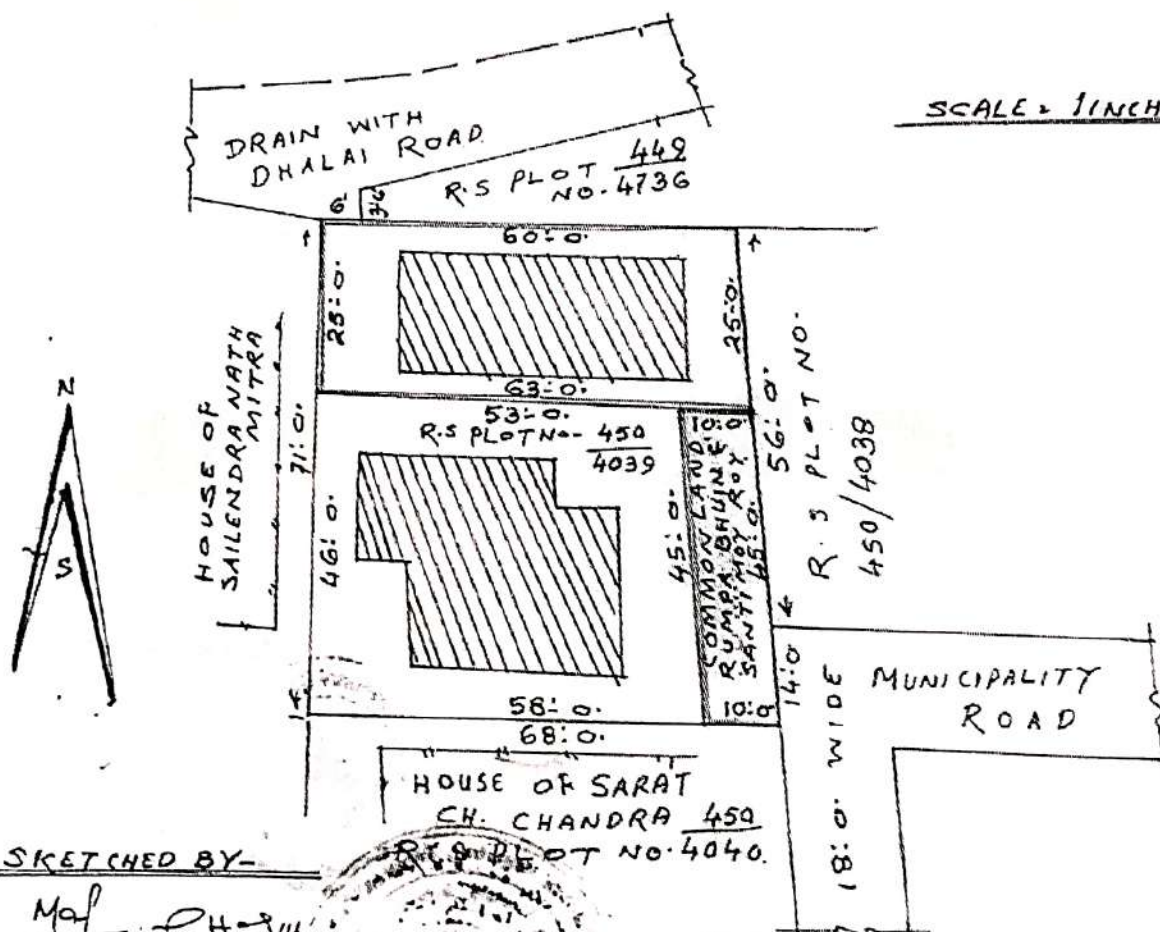 SCALE = 1 INCH
DRAIN WITH
DHALAI ROAD
R.S PLOT 449
NO. 4736
6'
3'6
60'-0"
25'-0"
25'-0"
63'-0"
HOUSE OF
SAILENDRA NATH
MITRA
71'-0"
53'-0"
R.S PLOT No- 450
4039
46'-0"
45'-0"
10'-0"
COMMON LAND
RUMPA BHUINE
SANTIMOY ROY
45'-0"
56'-0"
R.S PLOT NO.
450/4038
N
S
58'-0"
10'-0"
68'-0"
14'-0
18'-0" WIDE
MUNICIPALITY
ROAD
HOUSE OF SARAT
CH. CHANDRA 450
R.S PLOT NO. 4040.
SKETCHED BY-